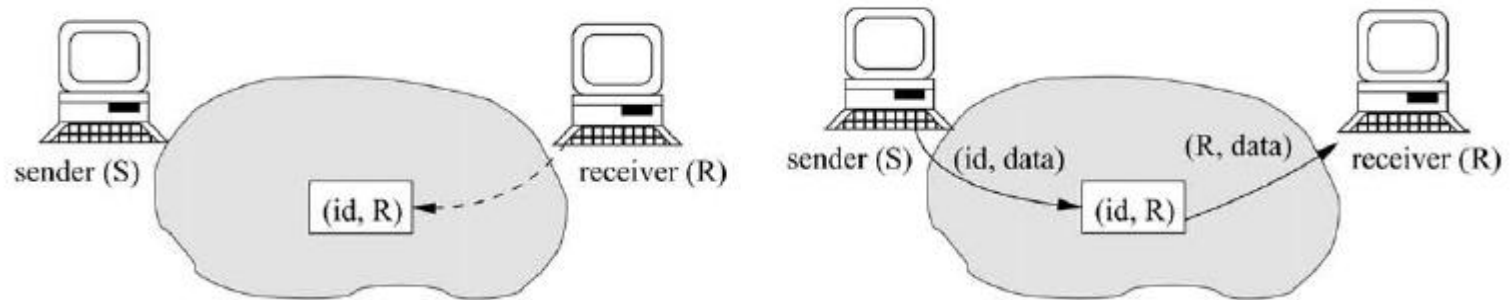 sender (S)
(id, R)
receiver (R)
sender (S)
(id, data)
(R, data)
(id, R)
receiver (R)